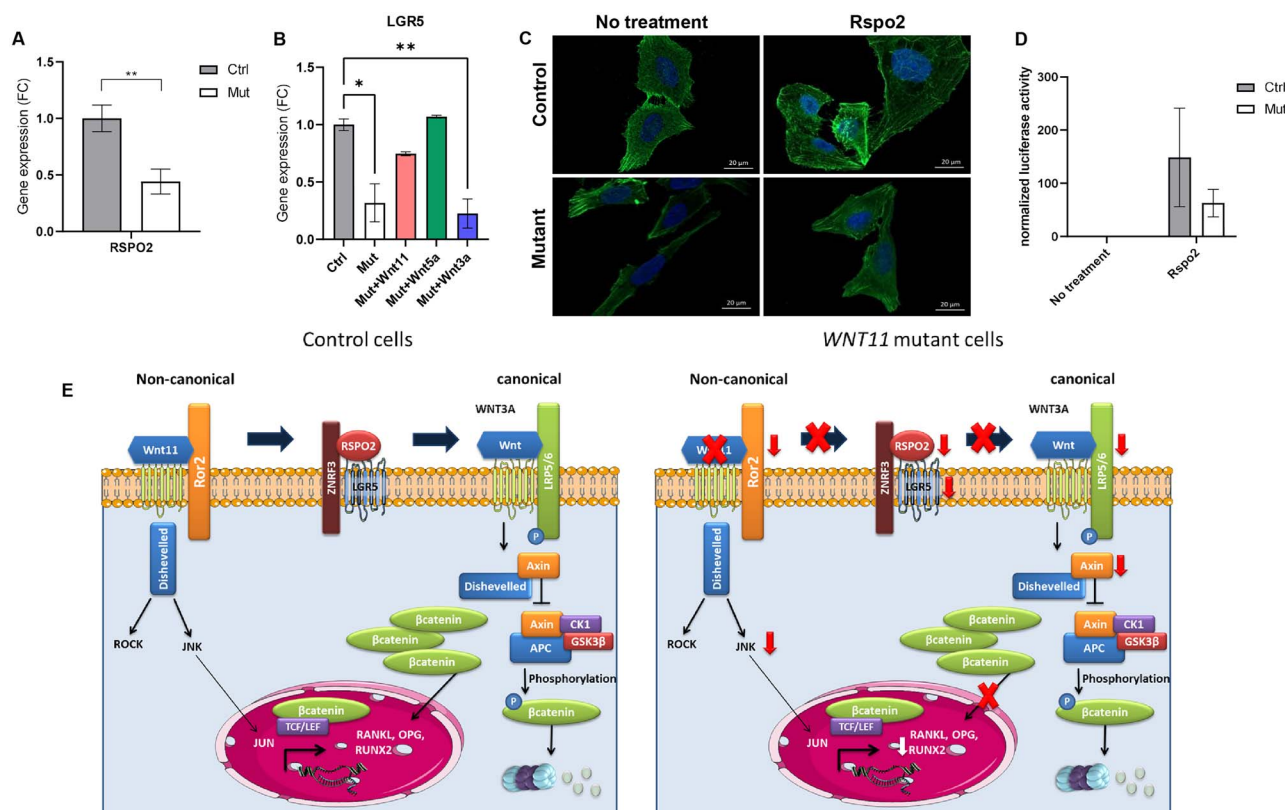 A
Gene expression (FC)
1.5
1.0
0.5
0.0
**
Ctrl
Mut
RSPO2
B
LGR5
Gene expression (FC)
1.5
1.0
0.5
0.0
**
*
Ctrl
Mut
Mut+Wnt11
Mut+Wnt5a
Mut+Wnt3a
C
No treatment
Rspo2
Control
Mutant
20 µm
20 µm
20 µm
20 µm
D
normalized luciferase activity
300
200
100
0
Ctrl
Mut
No treatment
Rspo2
E
Control cells
Non-canonical
canonical
WNT3A
Wnt11
Ror2
ZNRF3
RSPO2
LGR5
Wnt
LRP5/6
P
Dishevelled
Axin
Dishevelled
ROCK
JNK
βcatenin
βcatenin
βcatenin
Axin
CK1
APC
GSK3β
Phosphorylation
P
βcatenin
βcatenin
TCF/LEF
JUN
RANKL, OPG,
RUNX2
WNT11 mutant cells
Non-canonical
canonical
WNT3A
Ror2
ZNRF3
RSPO2
LGR5
Wnt
LRP5/6
P
Dishevelled
Axin
Dishevelled
ROCK
JNK
βcatenin
βcatenin
βcatenin
Axin
CK1
APC
GSK3β
Phosphorylation
P
βcatenin
βcatenin
TCF/LEF
JUN
RANKL, OPG,
RUNX2